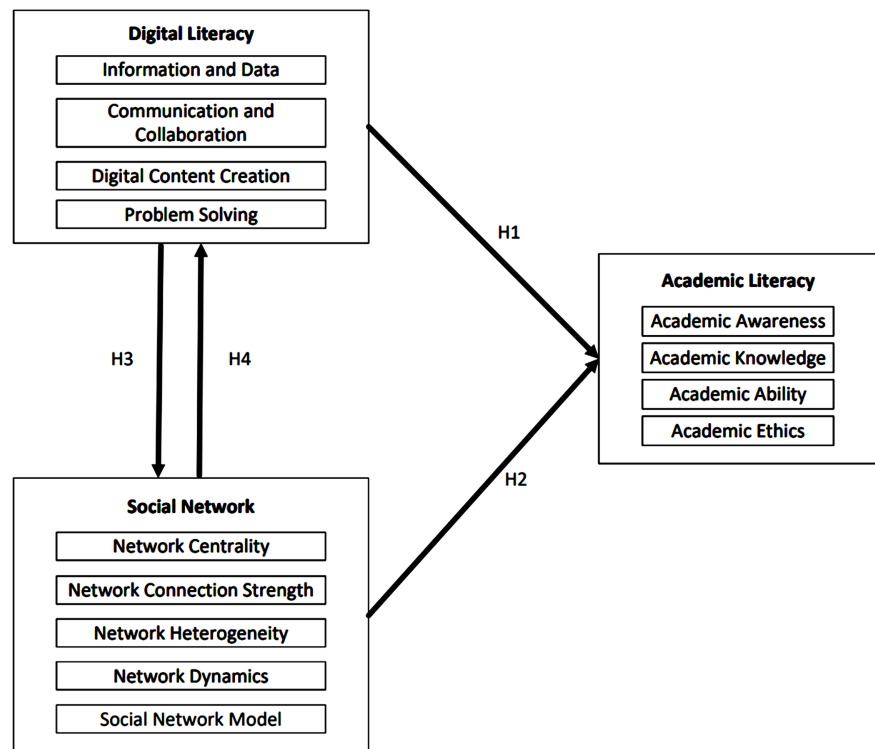 Digital Literacy
Information and Data
Communication and
Collaboration
Digital Content Creation
Problem Solving
H1
Academic Literacy
Academic Awareness
Academic Knowledge
Academic Ability
Academic Ethics
H3
H4
H2
Social Network
Network Centrality
Network Connection Strength
Network Heterogeneity
Network Dynamics
Social Network Model